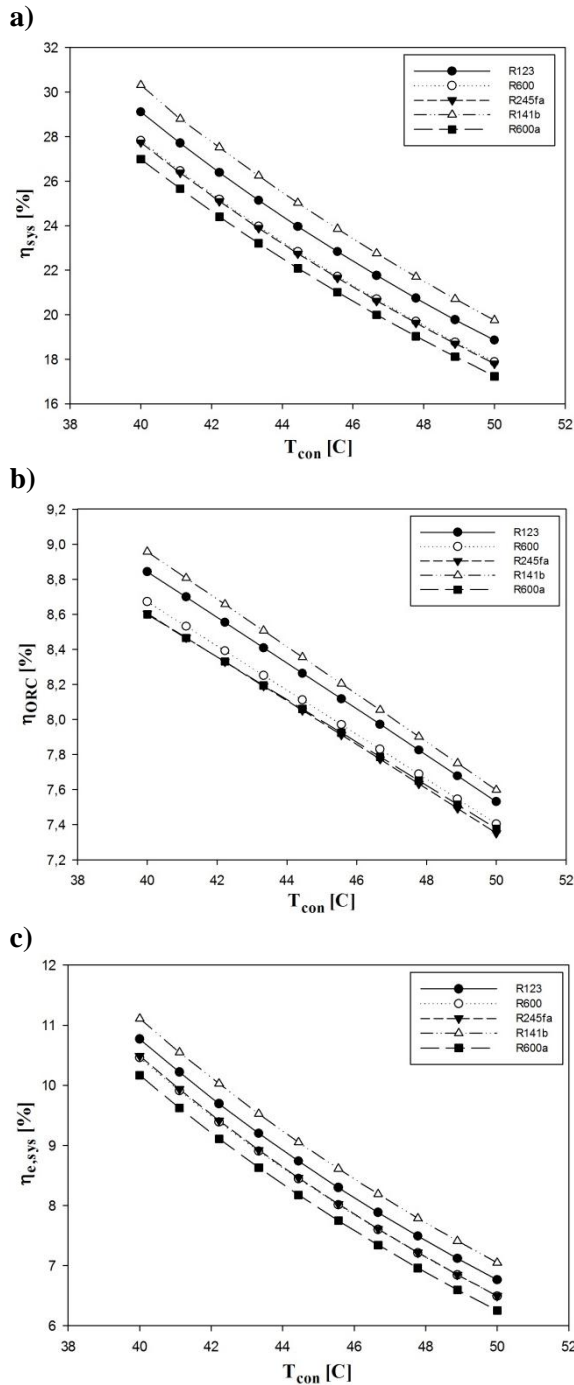 a)
32
30
28
26
24
22
20
18
16
η_sys [%]
38 40 42 44 46 48 50 52
T_con [C]
R123
R600
R245fa
R141b
R600a
b)
9,2
9,0
8,8
8,6
8,4
8,2
8,0
7,8
7,6
7,4
7,2
η_ORC [%]
38 40 42 44 46 48 50 52
T_con [C]
R123
R600
R245fa
R141b
R600a
c)
12
11
10
9
8
7
6
η_e,sys [%]
38 40 42 44 46 48 50 52
T_con [C]
R123
R600
R245fa
R141b
R600a